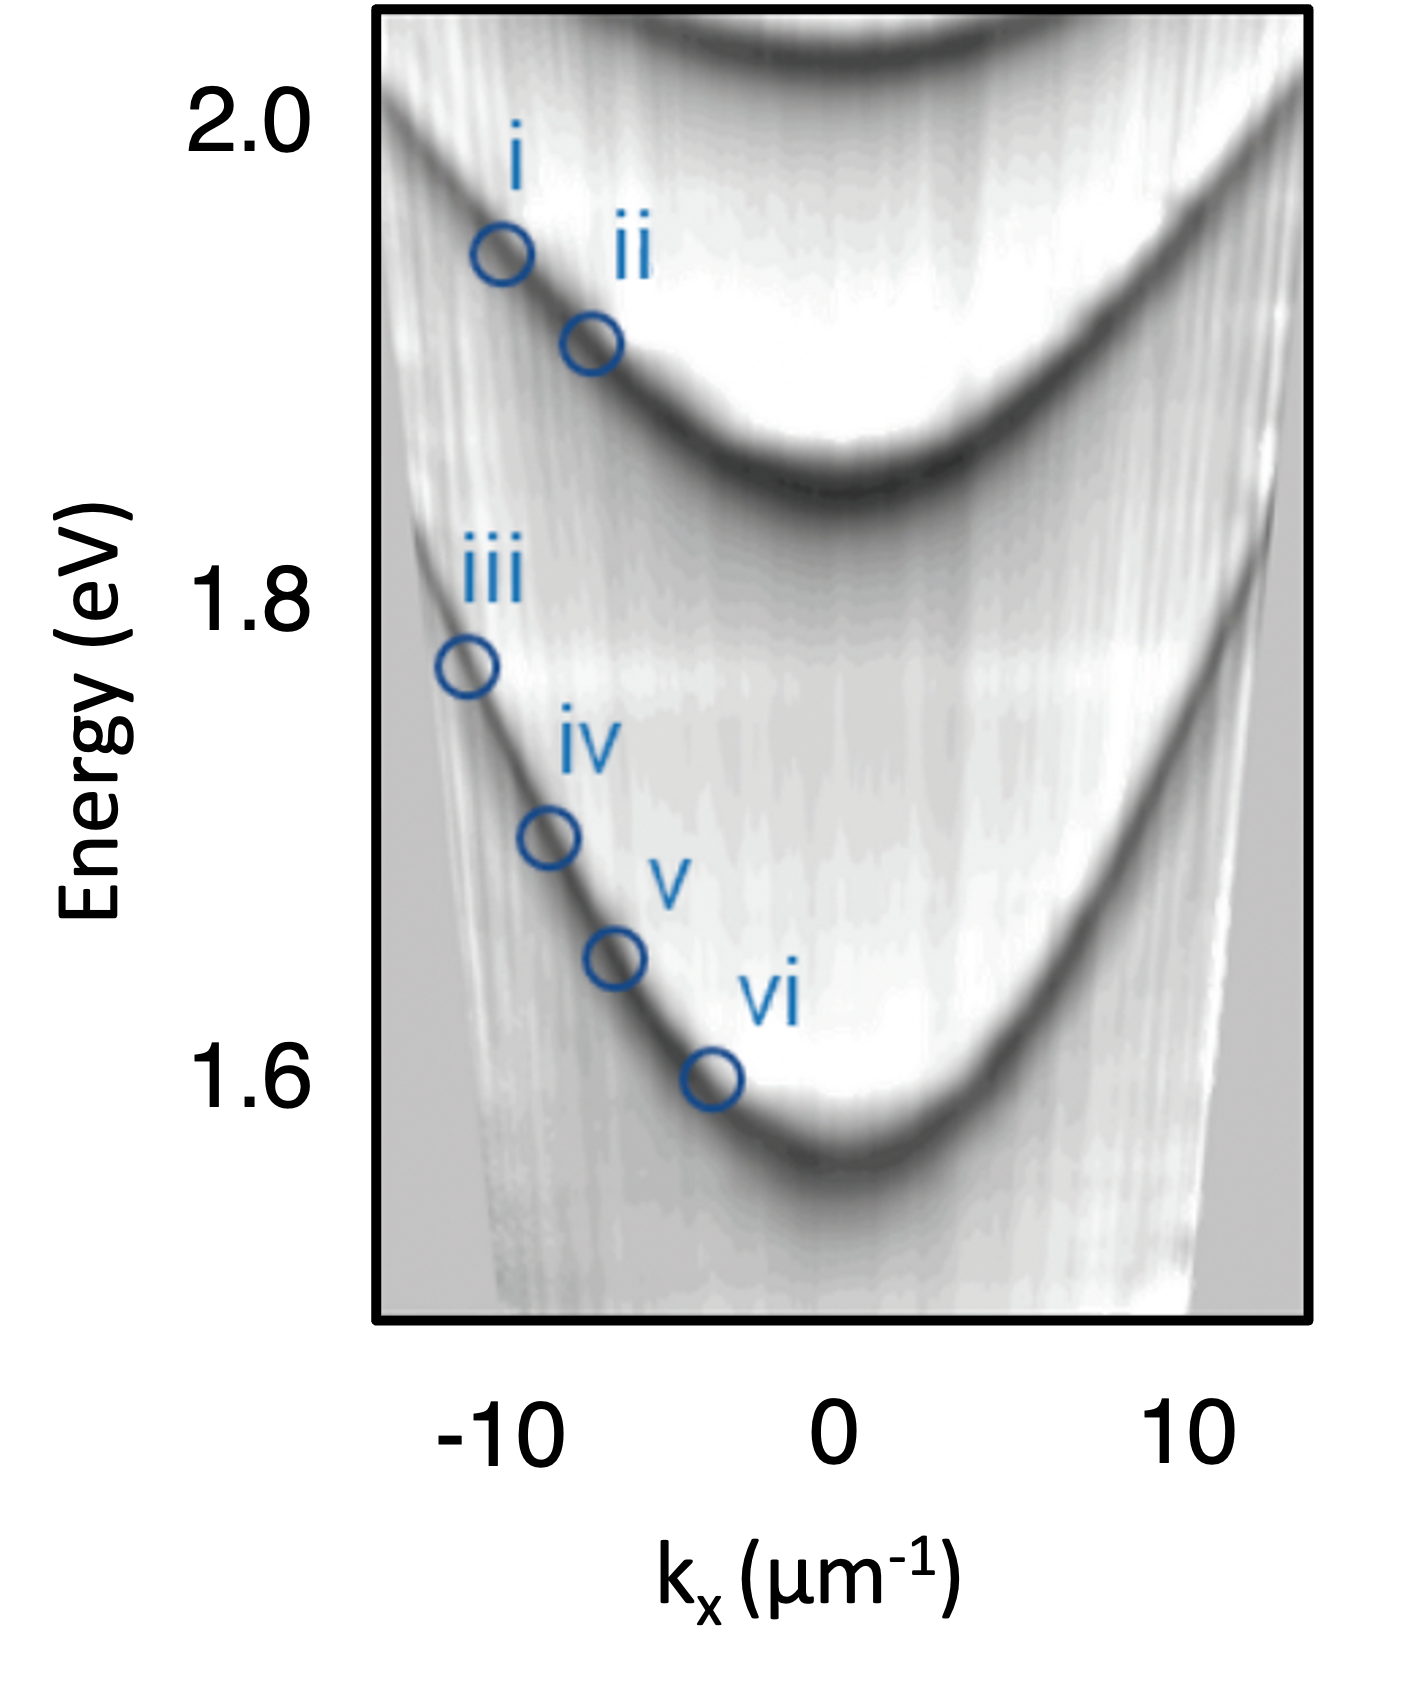 2.0
i
ii
1.8
iii
iv
v
vi
1.6
Energy (eV)
-10 0 10
kx (μm-1)